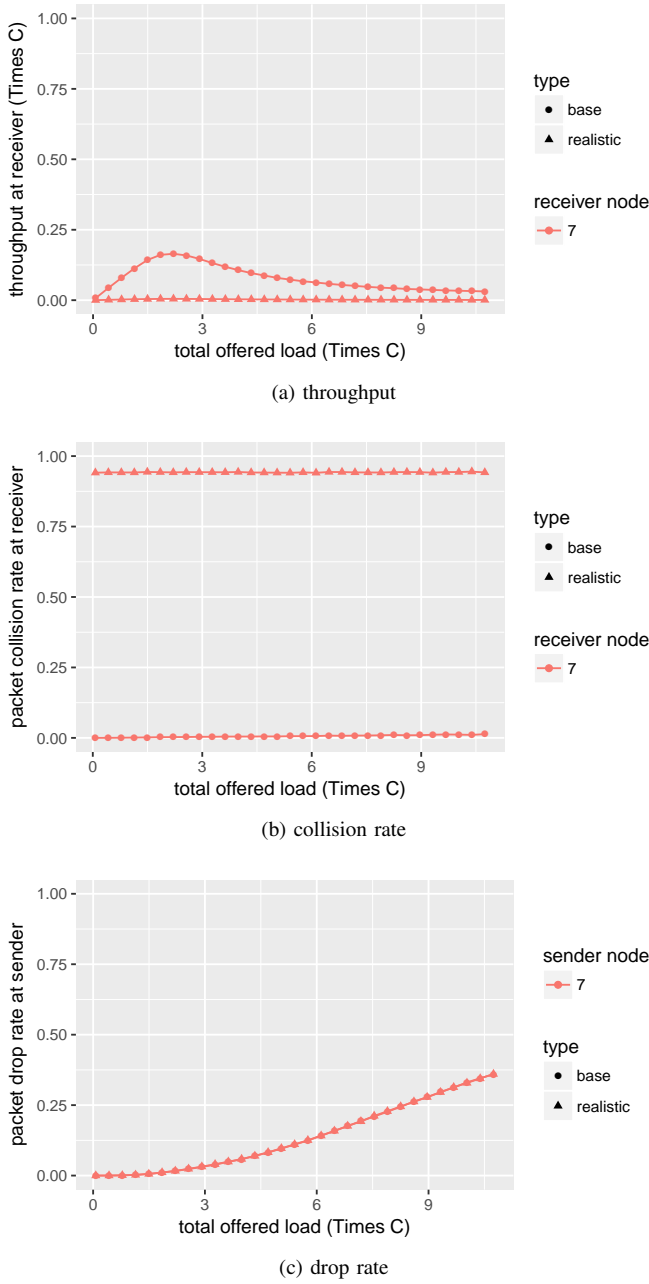 1.00
0.75
0.50
0.25
0.00
throughput at receiver (Times C)
0 3 6 9
total offered load (Times C)
type
base
realistic
receiver node
7
(a) throughput
1.00
0.75
0.50
0.25
0.00
packet collision rate at receiver
0 3 6 9
total offered load (Times C)
type
base
realistic
receiver node
7
(b) collision rate
1.00
0.75
0.50
0.25
0.00
packet drop rate at sender
0 3 6 9
total offered load (Times C)
sender node
7
type
base
realistic
(c) drop rate